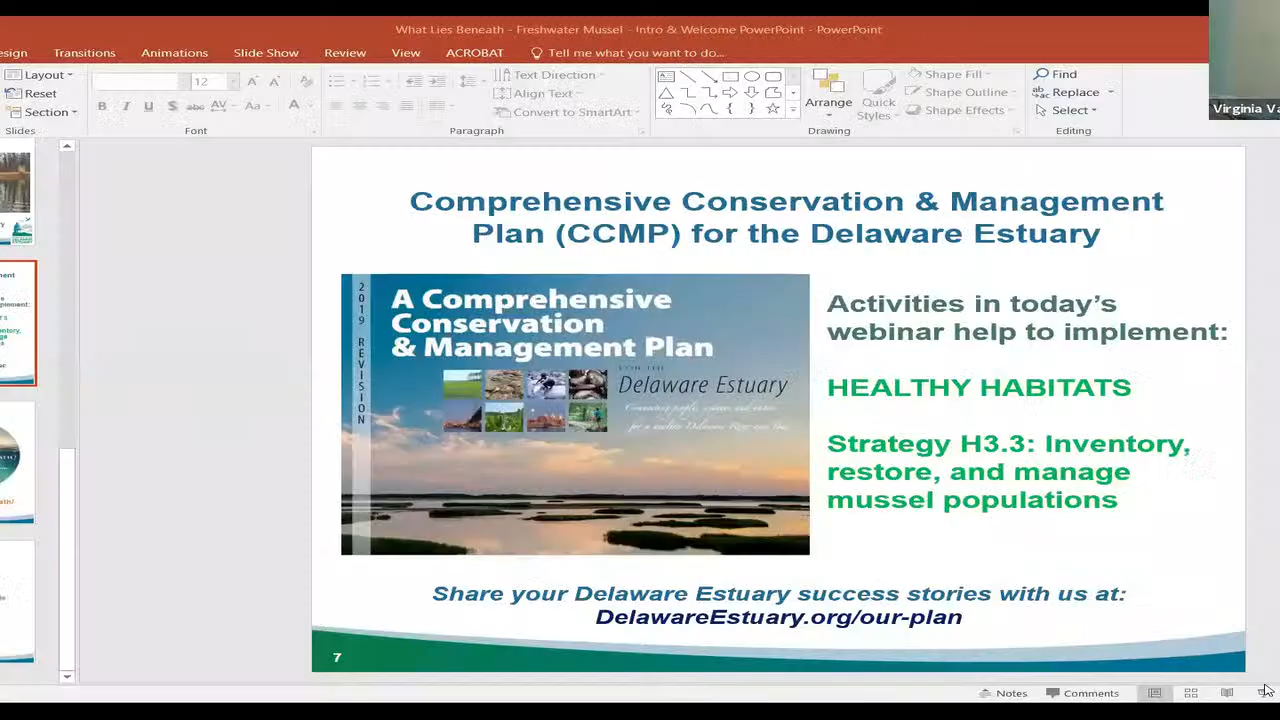 What Lies Beneath - Freshwater Mussel - Intro & Welcome PowerPoint - PowerPoint
esign Transitions Animations Slide Show Review View ACROBAT Tell me what you want to do...
Layout
Reset
Section
Slides
12
B I U S abc AV Aa A
Font
Text Direction
Align Text
Convert to SmartArt
Paragraph
Arrange
Quick
Styles
Shape Fill
Shape Outline
Shape Effects
Drawing
Find
Replace
Select
Editing
Virginia Va
Comprehensive Conservation & Management
Plan (CCMP) for the Delaware Estuary
2019 REVISION
A Comprehensive
Conservation
& Management Plan
FOR THE
Delaware Estuary
Activities in today's
webinar help to implement:
HEALTHY HABITATS
Strategy H3.3: Inventory,
restore, and manage
mussel populations
Share your Delaware Estuary success stories with us at:
DelawareEstuary.org/our-plan
7
Notes Comments